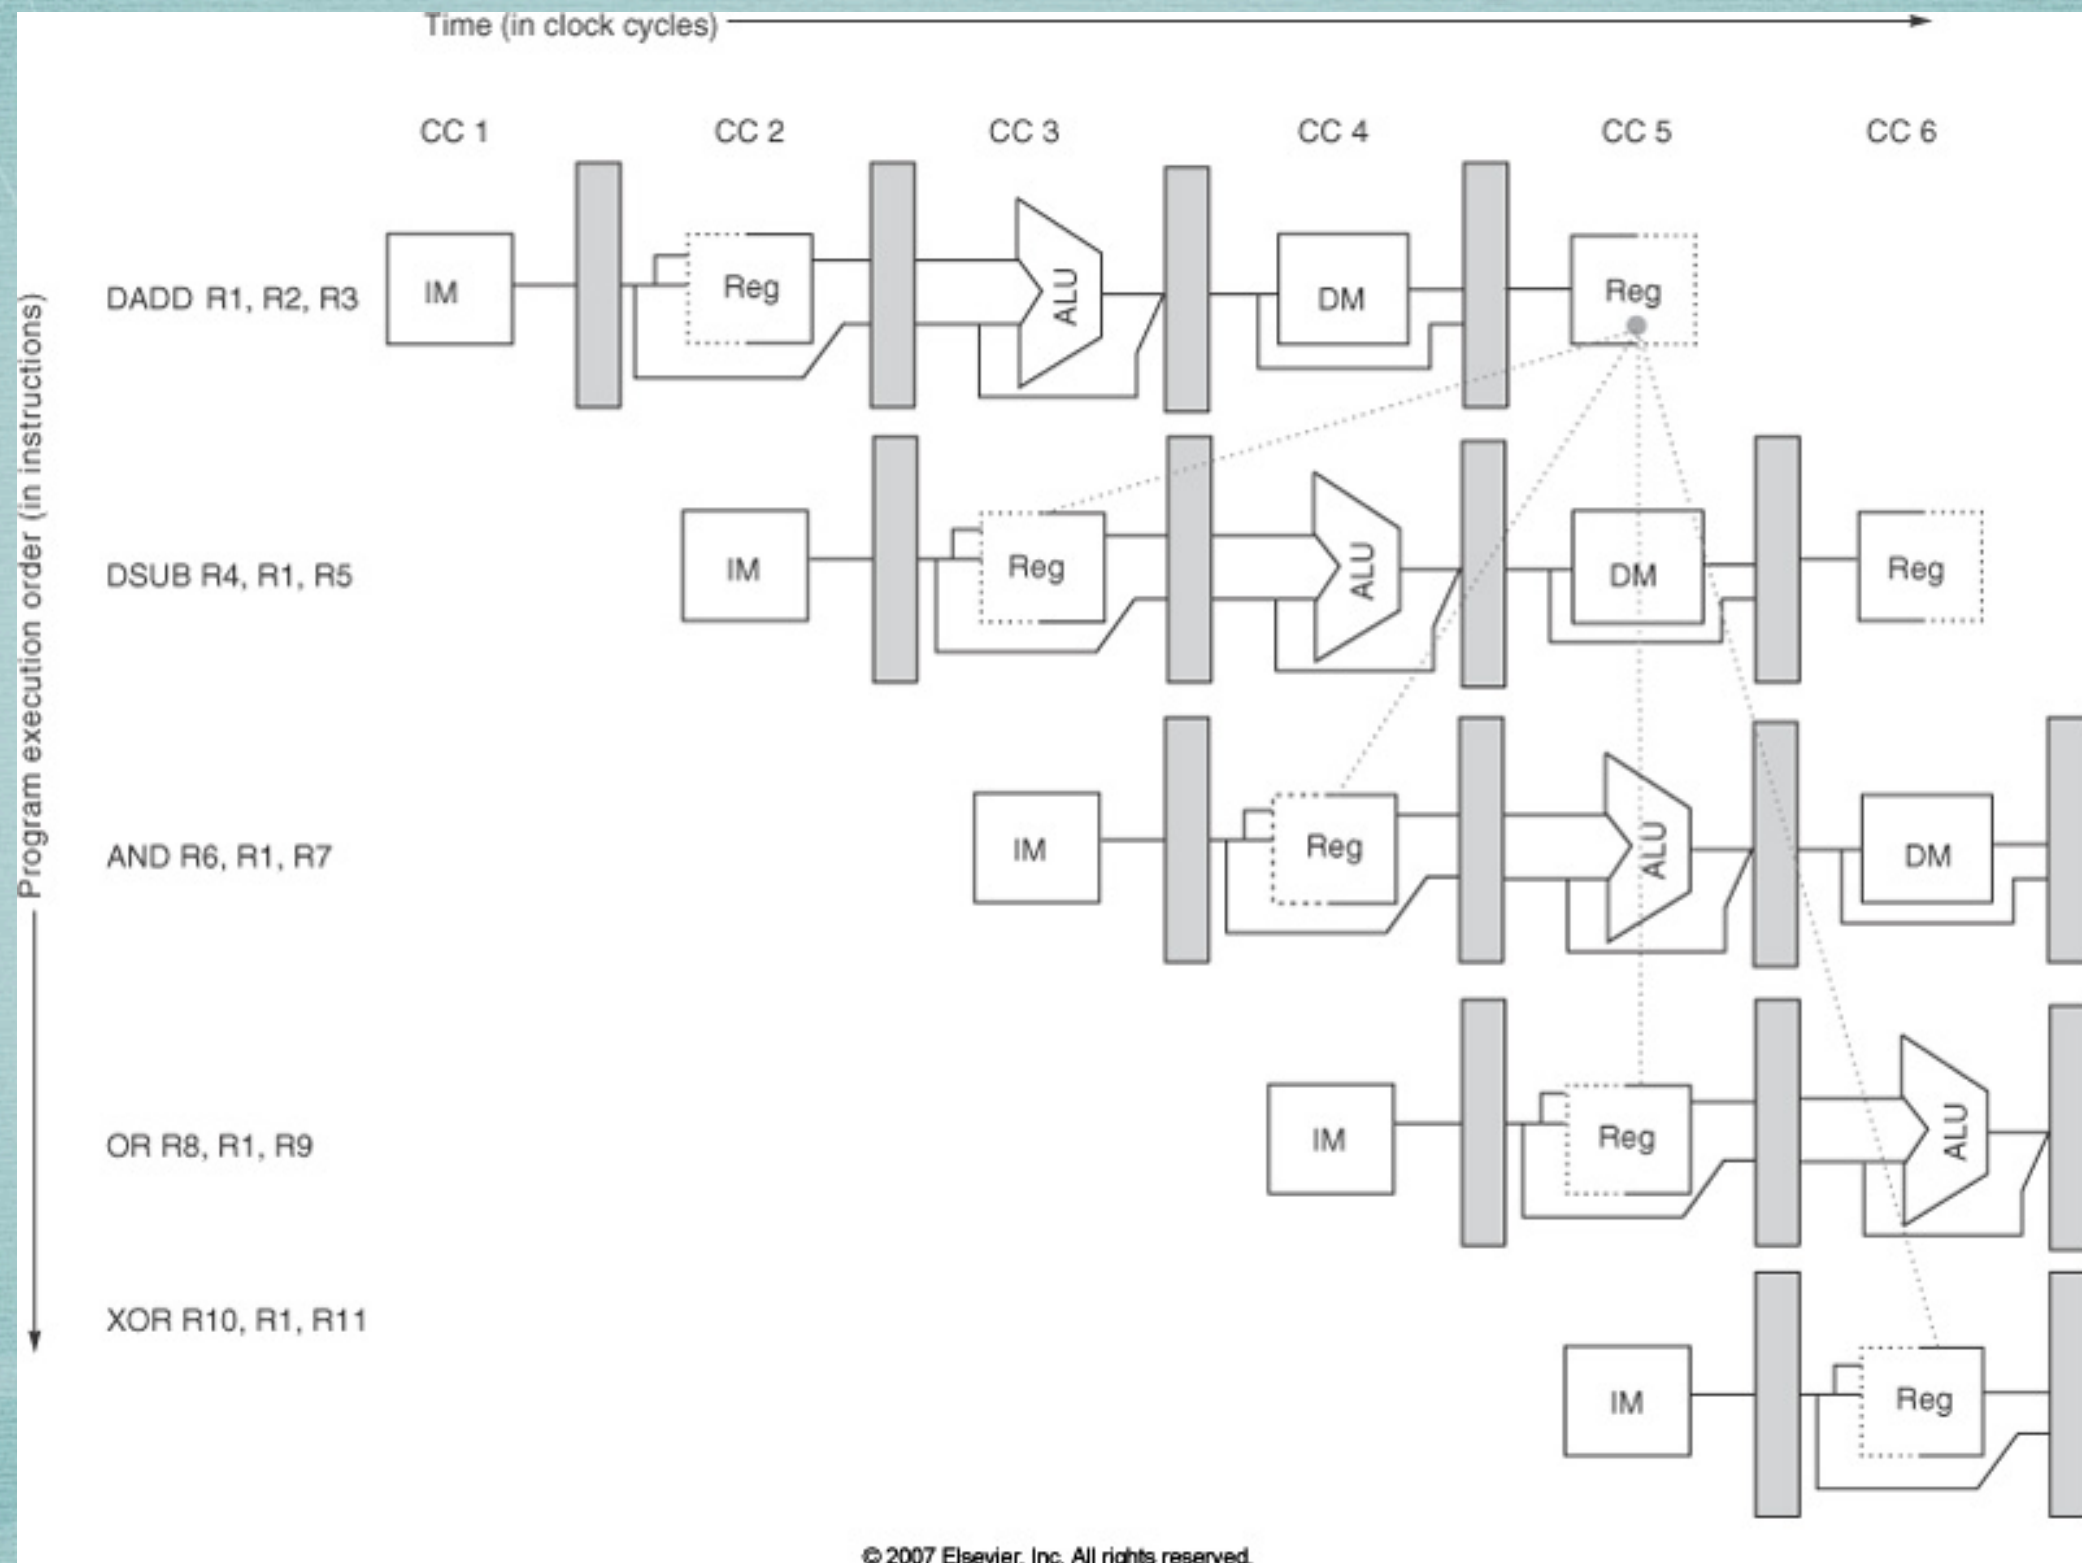 Time (in clock cycles)
CC 1 CC 2 CC 3 CC 4 CC 5 CC 6
Program execution order (in instructions)
DADD R1, R2, R3 IM Reg ALU DM Reg
DSUB R4, R1, R5 IM Reg ALU DM Reg
AND R6, R1, R7 IM Reg ALU DM
OR R8, R1, R9 IM Reg ALU
XOR R10, R1, R11
IM Reg
© 2007 Elsevier, Inc. All rights reserved.